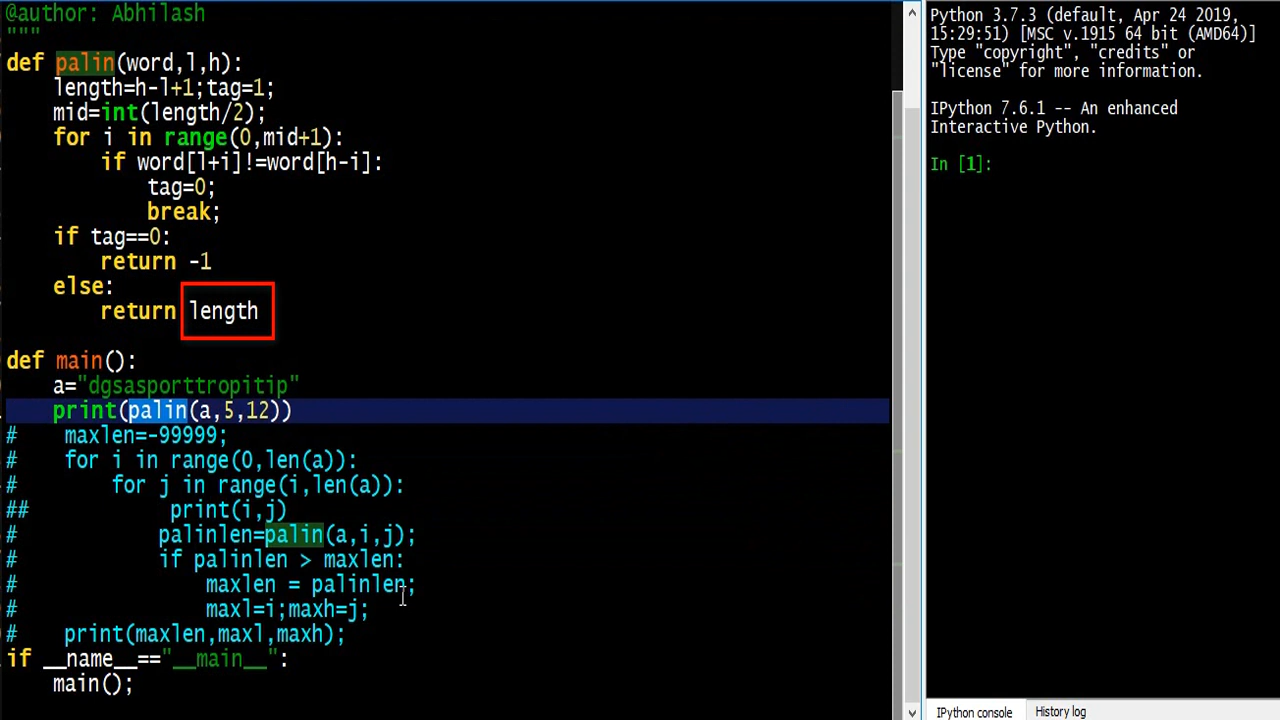 @author: Abhilash
"""
def palin(word,l,h):
    length=h-l+1;tag=1;
    mid=int(length/2);
    for i in range(0,mid+1):
        if word[l+i]!=word[h-i]:
            tag=0;
            break;
    if tag==0:
        return -1
    else:
        return length
def main():
    a="dgsasporttropitip"
    print(palin(a,5,12))
#    maxlen=-99999;
#    for i in range(0,len(a)):
#        for j in range(i,len(a)):
##            print(i,j)
#            palinlen=palin(a,i,j);
#            if palinlen > maxlen:
#                maxlen = palinlen;
#                maxl=i;maxh=j;
#    print(maxlen,maxl,maxh);
if __name__=="__main__":
    main();
Python 3.7.3 (default, Apr 24 2019,
15:29:51) [MSC v.1915 64 bit (AMD64)]
Type "copyright", "credits" or
"license" for more information.
IPython 7.6.1 -- An enhanced
Interactive Python.
In [1]:
IPython console
History log